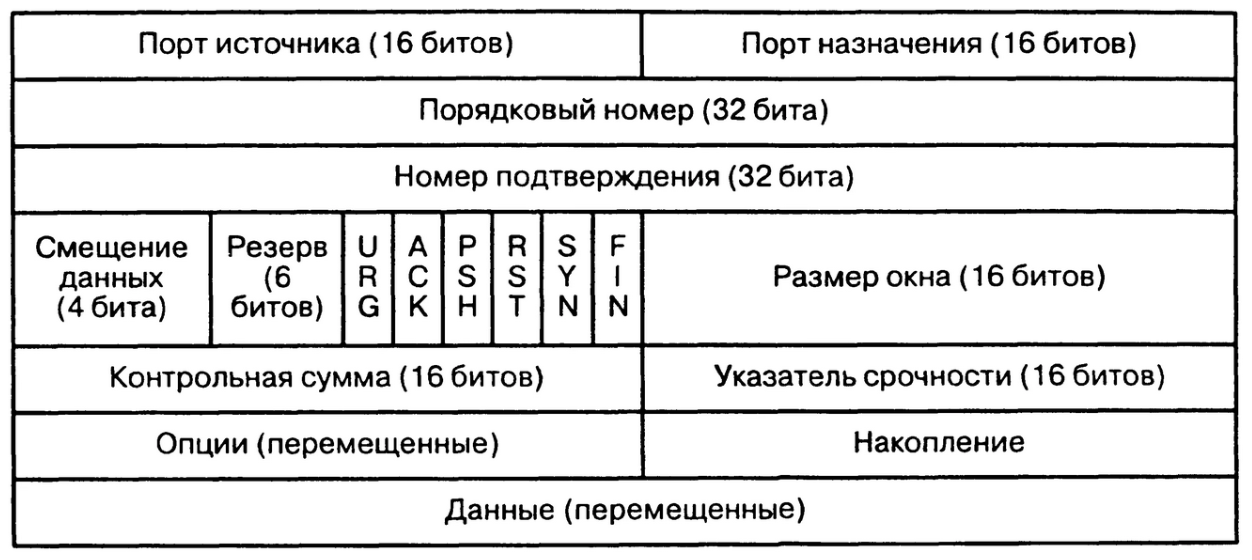 Порт источника (16 битов)
Порт назначения (16 битов)
Порядковый номер (32 бита)
Номер подтверждения (32 бита)
Смещение
данных
(4 бита)
Резерв
(6
битов)
URG
ACK
PSH
RST
SYN
FIN
Размер окна (16 битов)
Контрольная сумма (16 битов)
Указатель срочности (16 битов)
Опции (перемещенные)
Накопление
Данные (перемещенные)